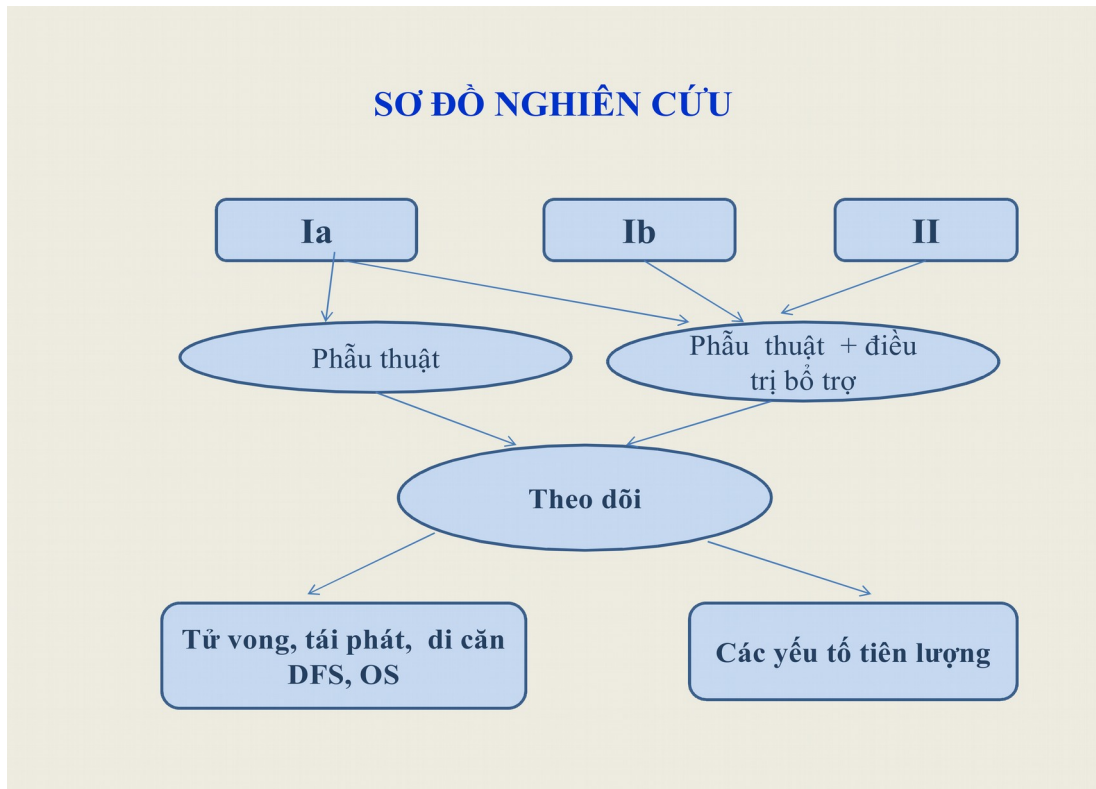 SƠ ĐỒ NGHIÊN CỨU
Ia
Ib
II
Phẫu thuật
Phẫu thuật + điều
trị bổ trợ
Theo dõi
Tử vong, tái phát, di căn
DFS, OS
Các yếu tố tiên lượng